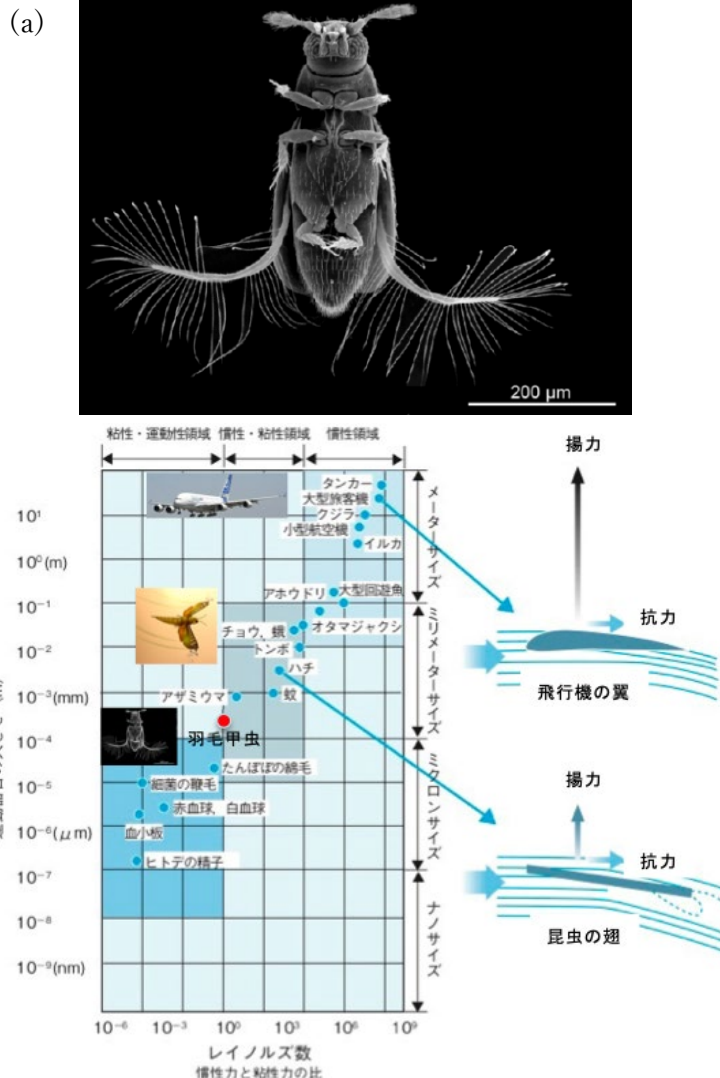 (a)
200 μm
粘性・運動性領域 慣性・粘性領域 慣性領域
タンカー
大型旅客機
クジラ
小型航空機
イルカ
アホウドリ 大型回遊魚
オタマジャクシ
チョウ，蛾
トンボ
ハチ
アザミウマ
蚊
羽毛甲虫
たんぽぽの綿毛
細菌の鞭毛
赤血球，白血球
血小板
ヒトデの精子
10¹
10⁰(m)
10⁻¹
10⁻²
10⁻³(mm)
10⁻⁴
10⁻⁵
10⁻⁶(μm)
10⁻⁷
10⁻⁸
10⁻⁹(nm)
メーターサイズ
ミリメーターサイズ
ミクロンサイズ
ナノサイズ
10⁻⁶ 10⁻³ 10⁰ 10³ 10⁶ 10⁹
レイノルズ数
慣性力と粘性力の比
揚力
抗力
飛行機の翼
揚力
抗力
昆虫の翅